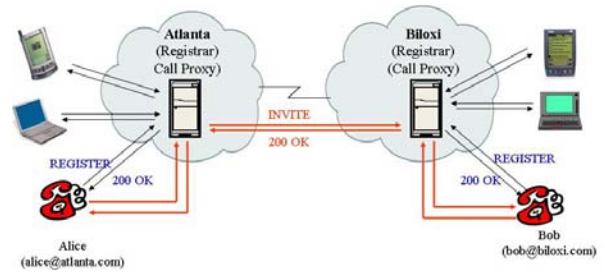 Atlanta
(Registrar)
Call Proxy)
Biloxi
(Registrar)
(Call Proxy)
INVITE
200 OK
REGISTER
200 OK
REGISTER
200 OK
Alice
(alice@atlanta.com)
Bob
(bob@biloxi.com)